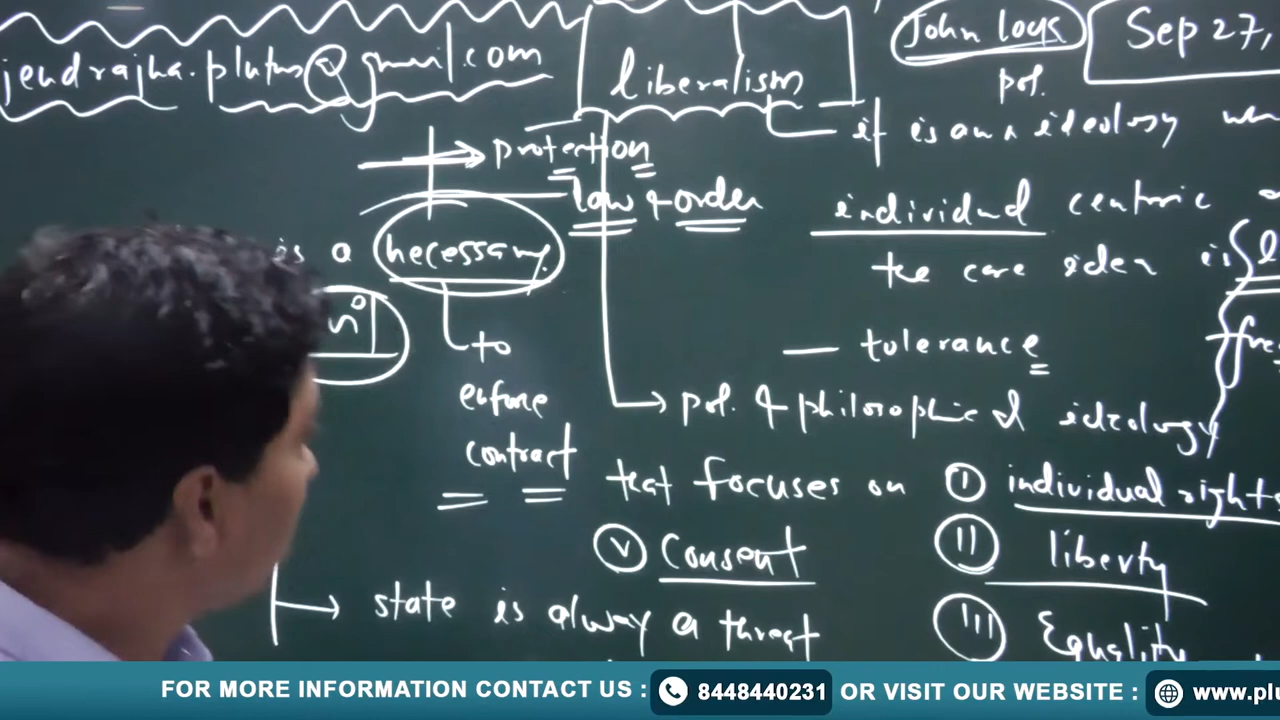 John Lock
Sep 27,
jendrajha.plutus@gmail.com
liberalism
pol.
it is an ideology
protection
law & order
individual centric
is a necessary
the core idea is
to
tolerance
enforce
pol. & philosophical ideology
contract
that focuses on I individual rights
V Consent
II liberty
state is alway a threat
III Equality
FOR MORE INFORMATION CONTACT US : 8448440231 OR VISIT OUR WEBSITE : www.plu